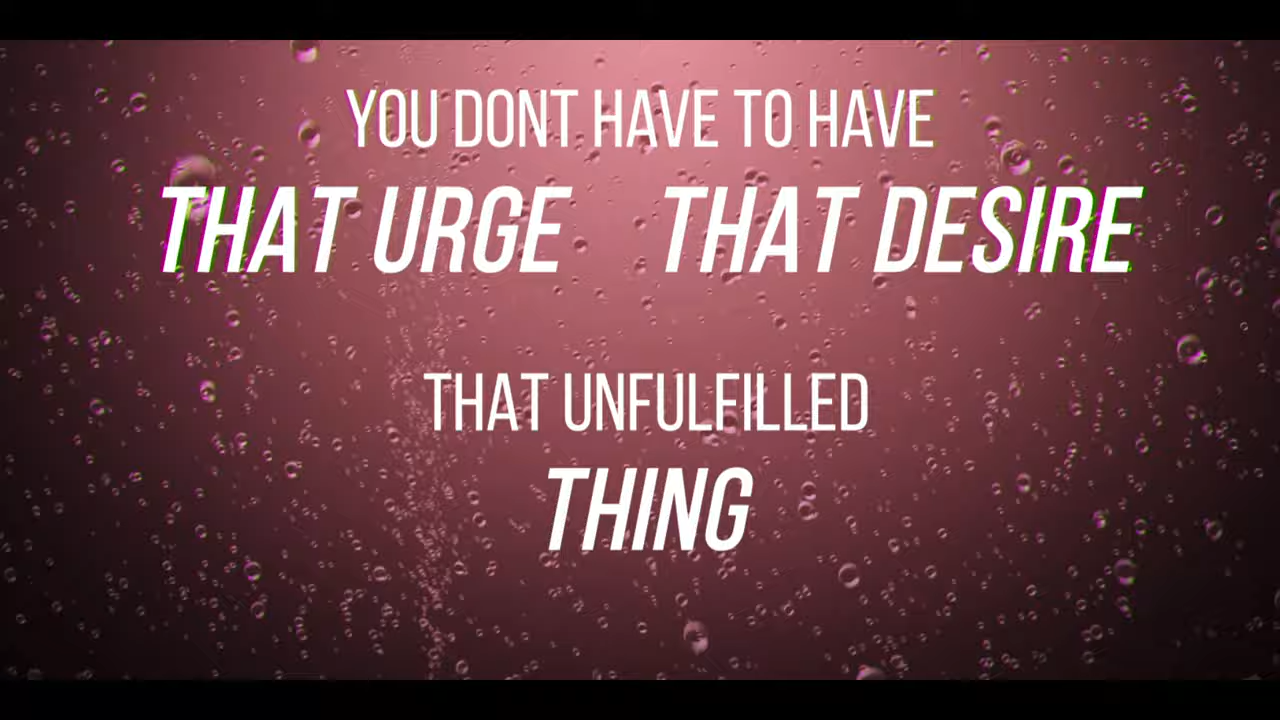 YOU DONT HAVE TO HAVE
THAT URGE THAT DESIRE
THAT UNFULFILLED
THING